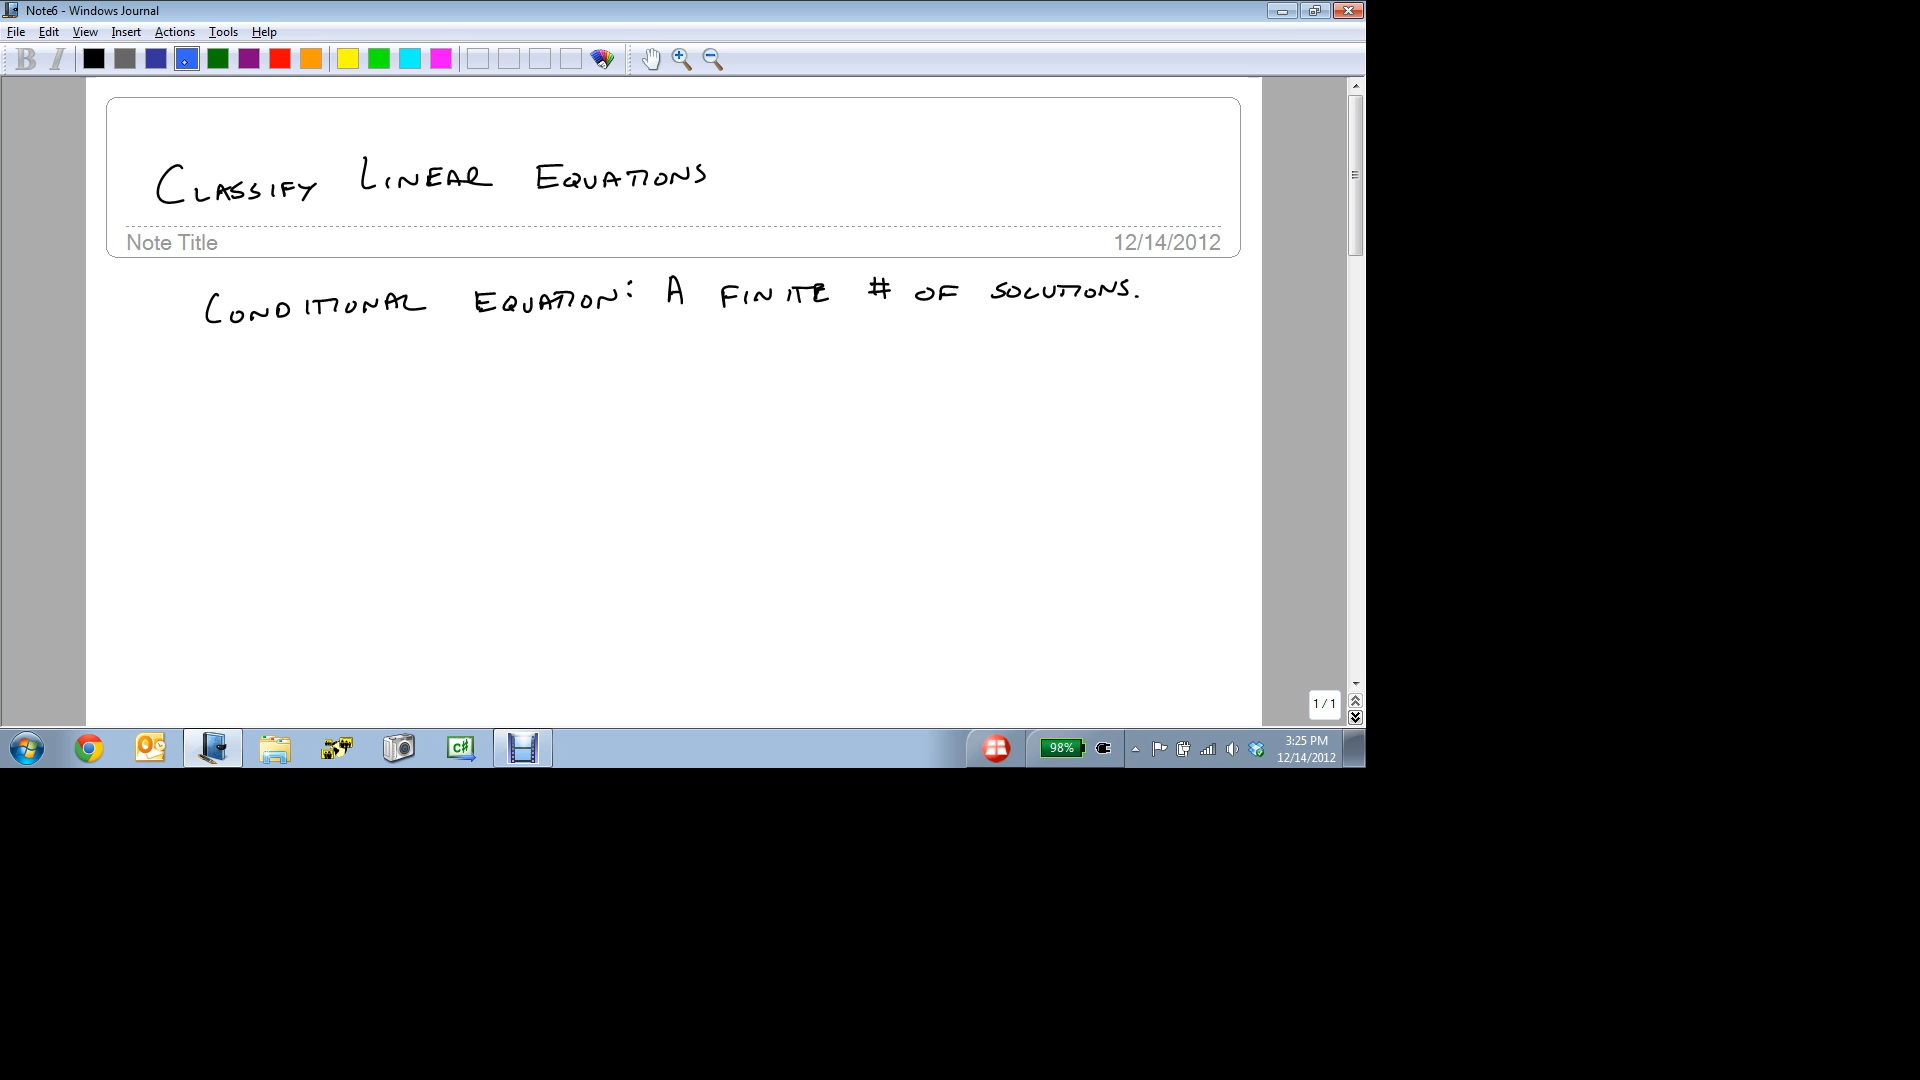 Note6 - Windows Journal
File Edit View Insert Actions Tools Help
B I
CLASSIFY LINEAR EQUATIONS
Note Title 12/14/2012
CONDITIONAL EQUATION: A FINITE # OF SOLUTIONS.
1 / 1
C# 98% 3:25 PM
12/14/2012